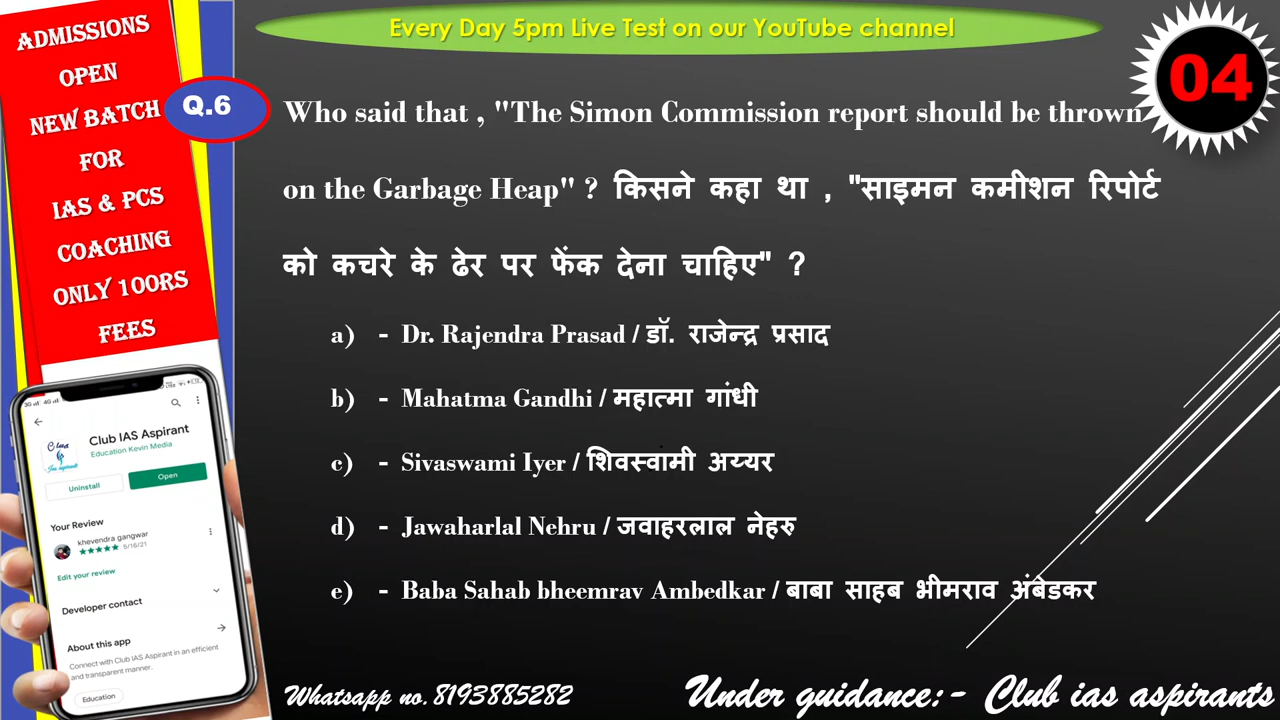 Every Day 5pm Live Test on our YouTube channel
ADMISSIONS
OPEN
NEW BATCH
FOR
IAS & PCS
COACHING
ONLY 100RS
FEES
04
Q.6
Who said that , "The Simon Commission report should be thrown
on the Garbage Heap" ? किसने कहा था , "साइमन कमीशन रिपोर्ट
को कचरे के ढेर पर फेंक देना चाहिए" ?
a) - Dr. Rajendra Prasad / डॉ. राजेन्द्र प्रसाद
b) - Mahatma Gandhi / महात्मा गांधी
c) - Sivaswami Iyer / शिवस्वामी अय्यर
d) - Jawaharlal Nehru / जवाहरलाल नेहरु
e) - Baba Sahab bheemrav Ambedkar / बाबा साहब भीमराव अंबेडकर
Club IAS Aspirant
Education Kevin Media
Uninstall
Open
Your Review
khevendra gangwar
5/16/21
Edit your review
Developer contact
About this app
Connect with Club IAS Aspirant in an efficient
and transparent manner.
Education
Whatsapp no. 8193885282
Under guidance:- Club ias aspirants